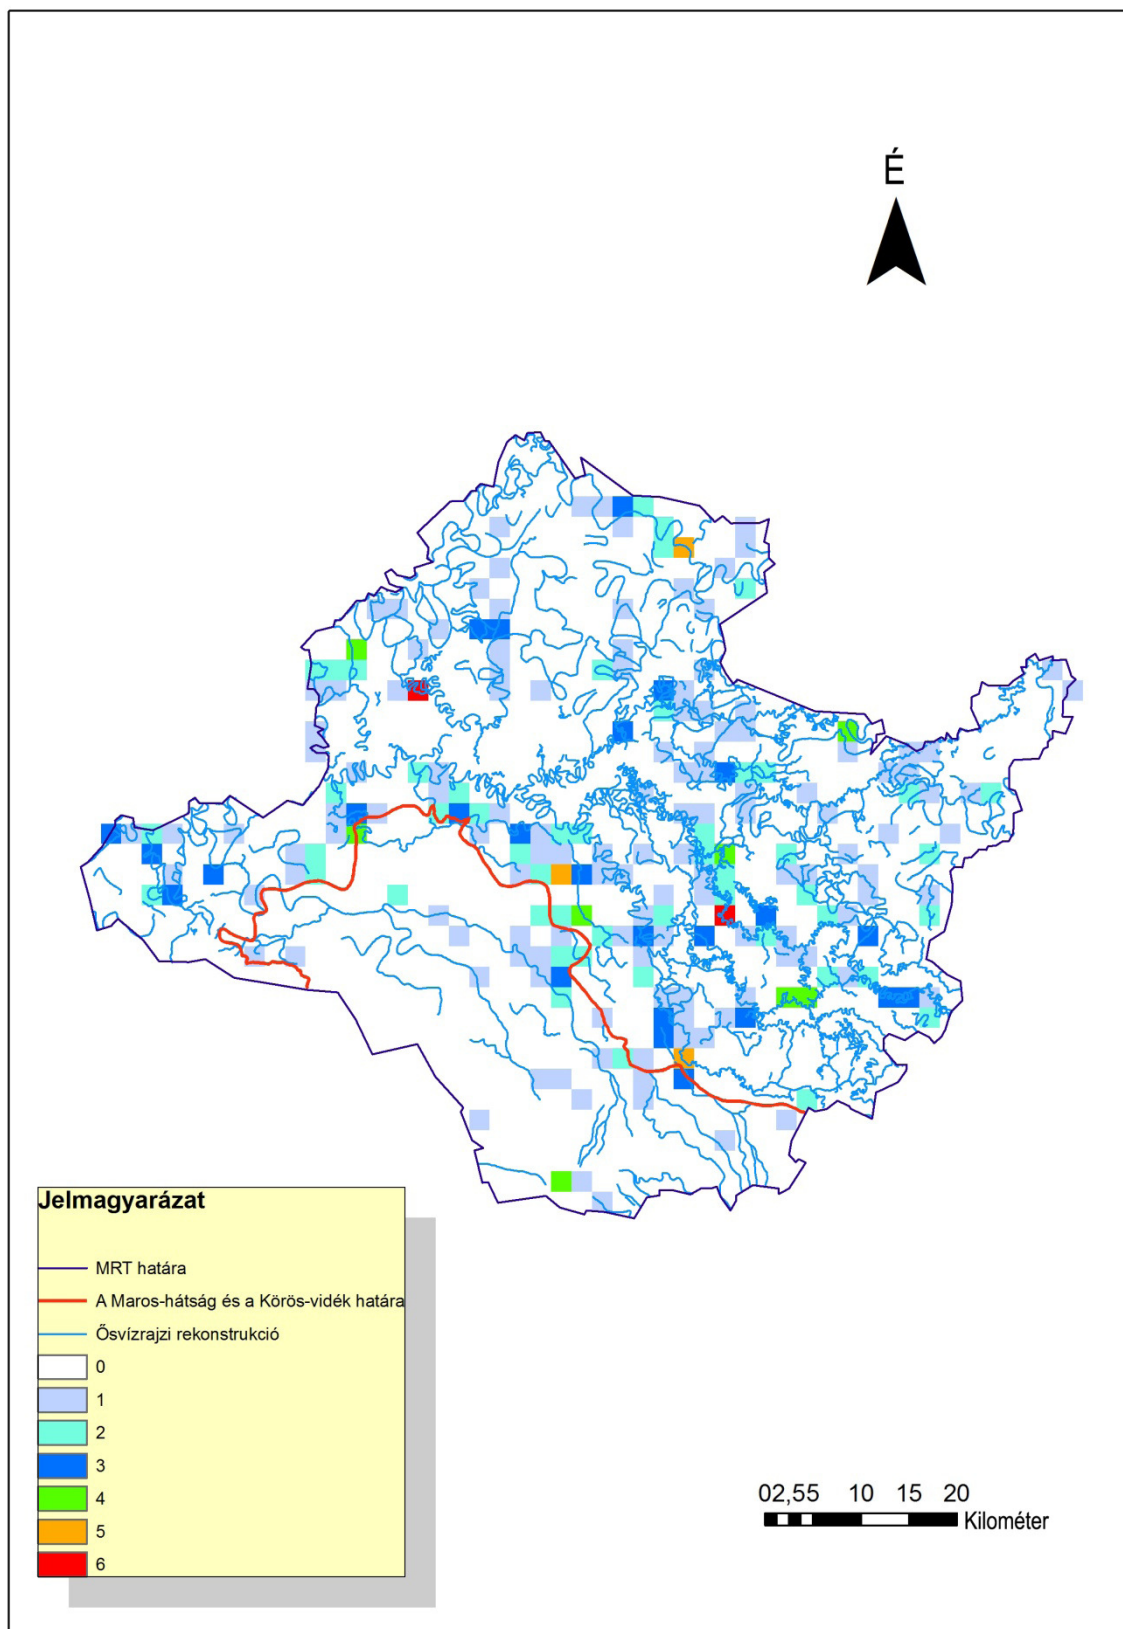 É
Jelmagyarázat
MRT határa
A Maros-hátság és a Körös-vidék határa
Ősvízrajzi rekonstrukció
0
1
2
3
4
5
6
02,55 10 15 20
Kilométer